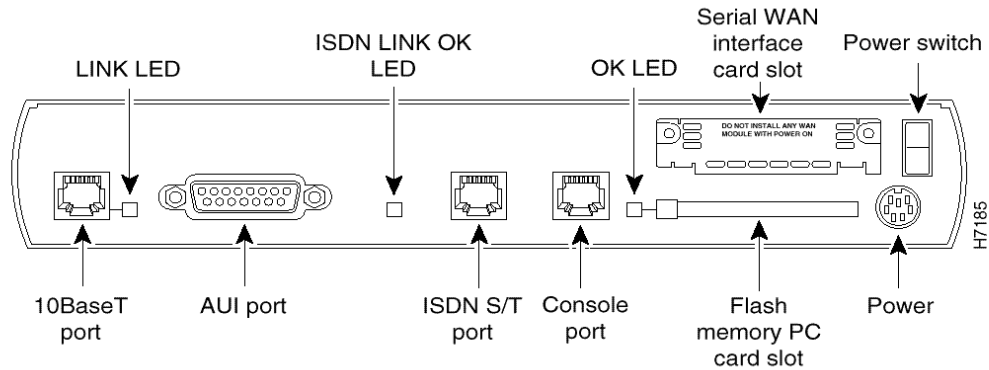 Serial WAN
interface
card slot
Power switch
ISDN LINK OK
LED
LINK LED
OK LED
DO NOT INSTALL ANY WAN
MODULE WITH POWER ON
H7185
10BaseT
port
AUI port
ISDN S/T
port
Console
port
Flash
memory PC
card slot
Power